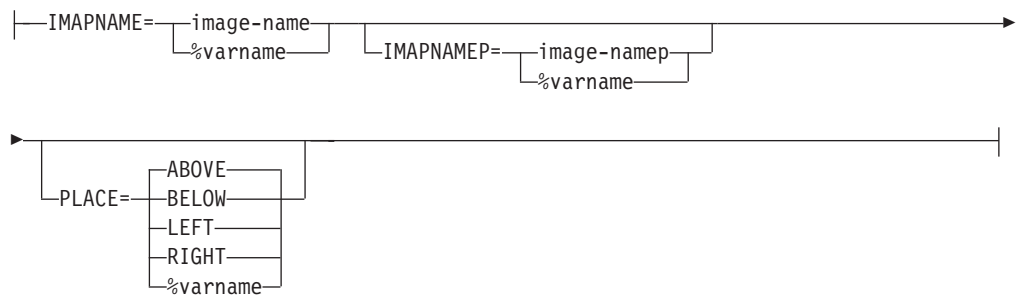 IMAPNAME= image-name IMAPNAMEP= image-namep
%varname %varname
PLACE= ABOVE
BELOW
LEFT
RIGHT
%varname